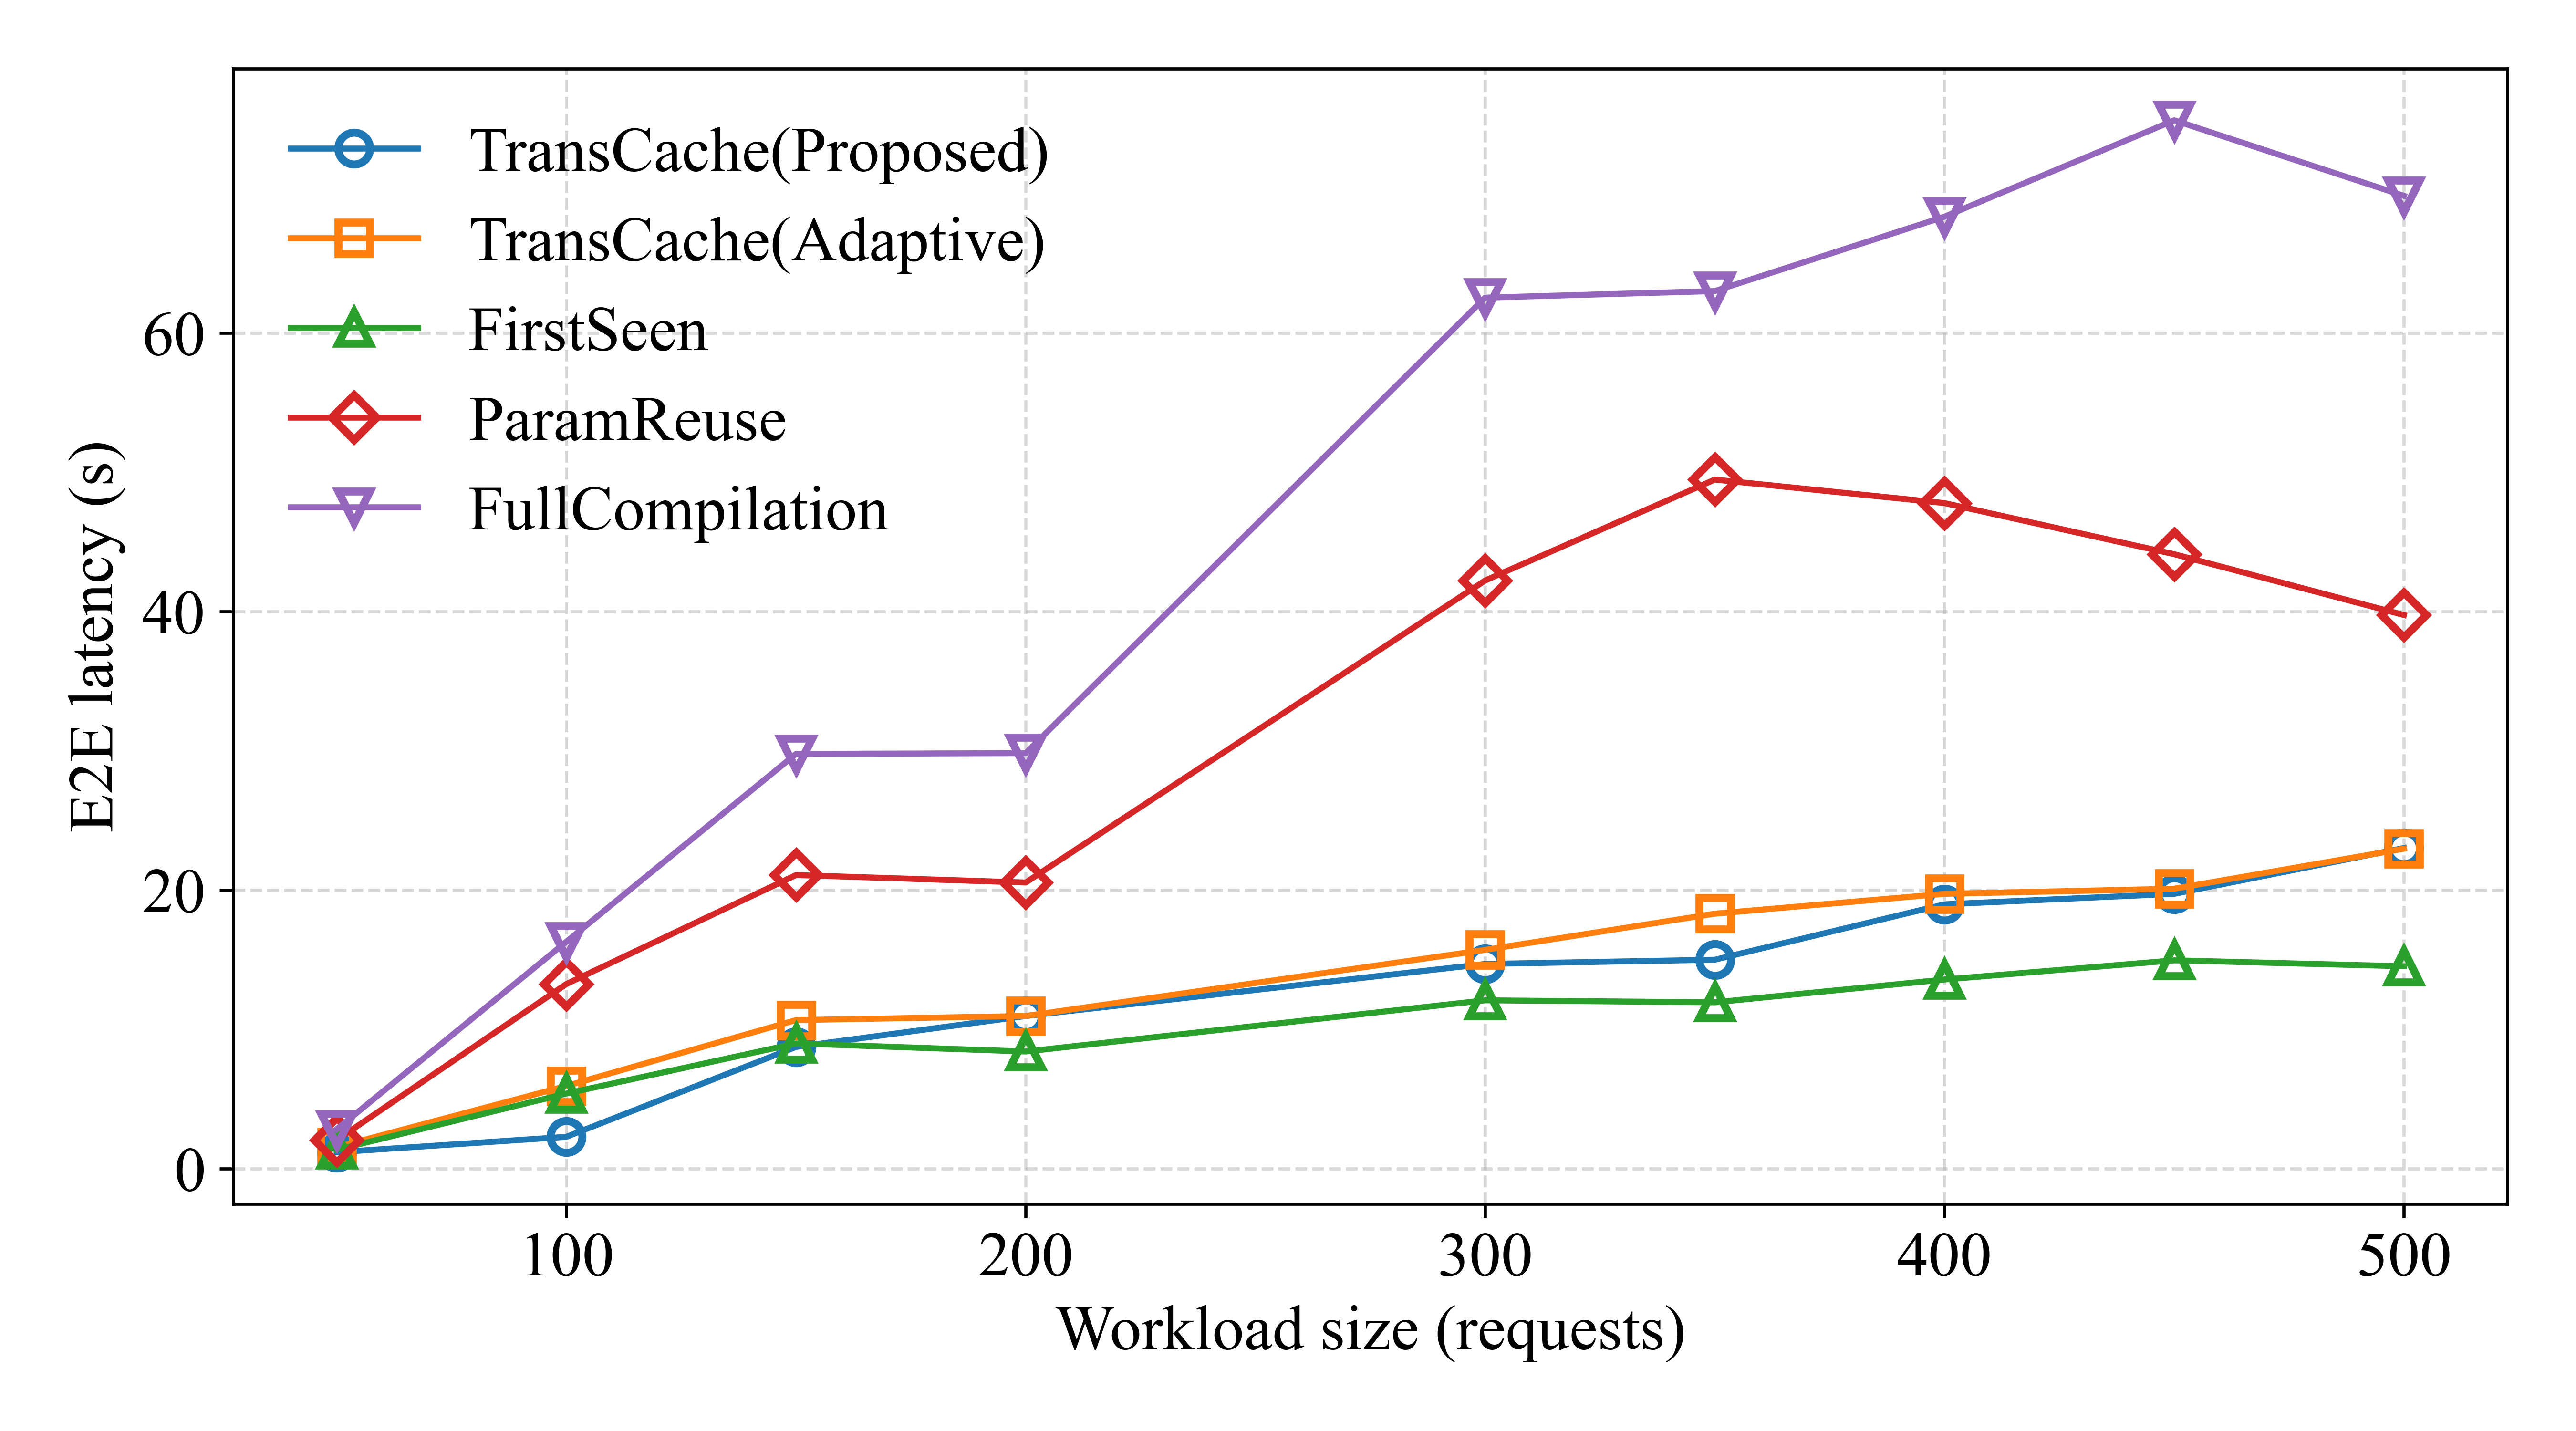 TransCache(Proposed)
TransCache(Adaptive)
FirstSeen
ParamReuse
FullCompilation
E2E latency (s)
60
40
20
0
100 200 300 400 500
Workload size (requests)